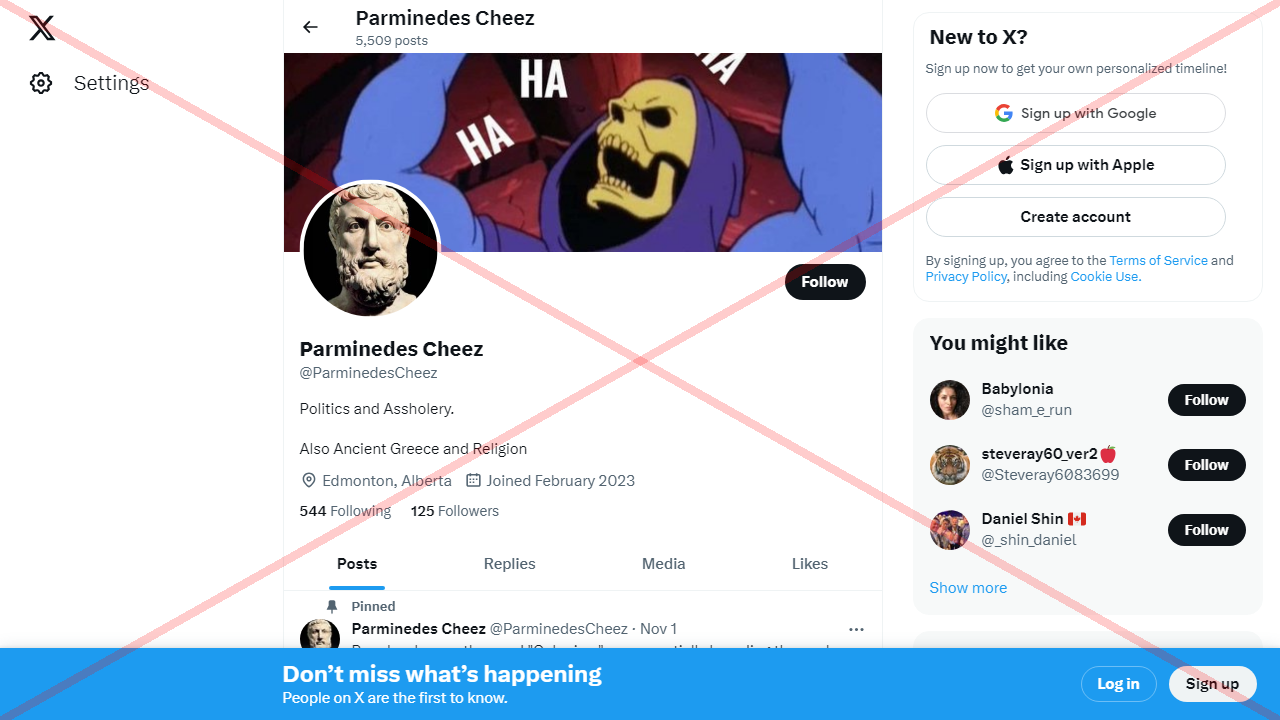 Settings
Parminedes Cheez
5,509 posts
HA
HA
HA
Follow
Parminedes Cheez
@ParminedesCheez
Politics and Assholery.
Also Ancient Greece and Religion
Edmonton, Alberta Joined February 2023
544 Following 125 Followers
Posts Replies Media Likes
Pinned
Parminedes Cheez @ParminedesCheez · Nov 1
New to X?
Sign up now to get your own personalized timeline!
Sign up with Google
Sign up with Apple
Create account
By signing up, you agree to the Terms of Service and
Privacy Policy, including Cookie Use.
You might like
Babylonia
@sham_e_run
Follow
steveray60_ver2🍎
@Steveray6083699
Follow
Daniel Shin 🇨🇦
@_shin_daniel
Follow
Show more
Don’t miss what’s happening
People on X are the first to know.
Log in
Sign up